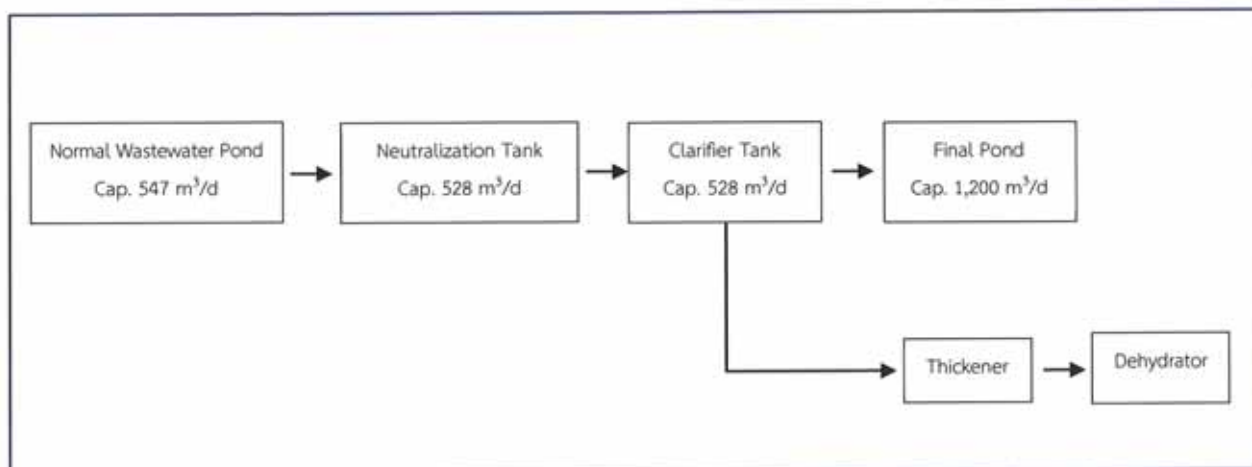 Normal Wastewater Pond
Cap. 547 m³/d
Neutralization Tank
Cap. 528 m³/d
Clarifier Tank
Cap. 528 m³/d
Final Pond
Cap. 1,200 m³/d
Thickener
Dehydrator